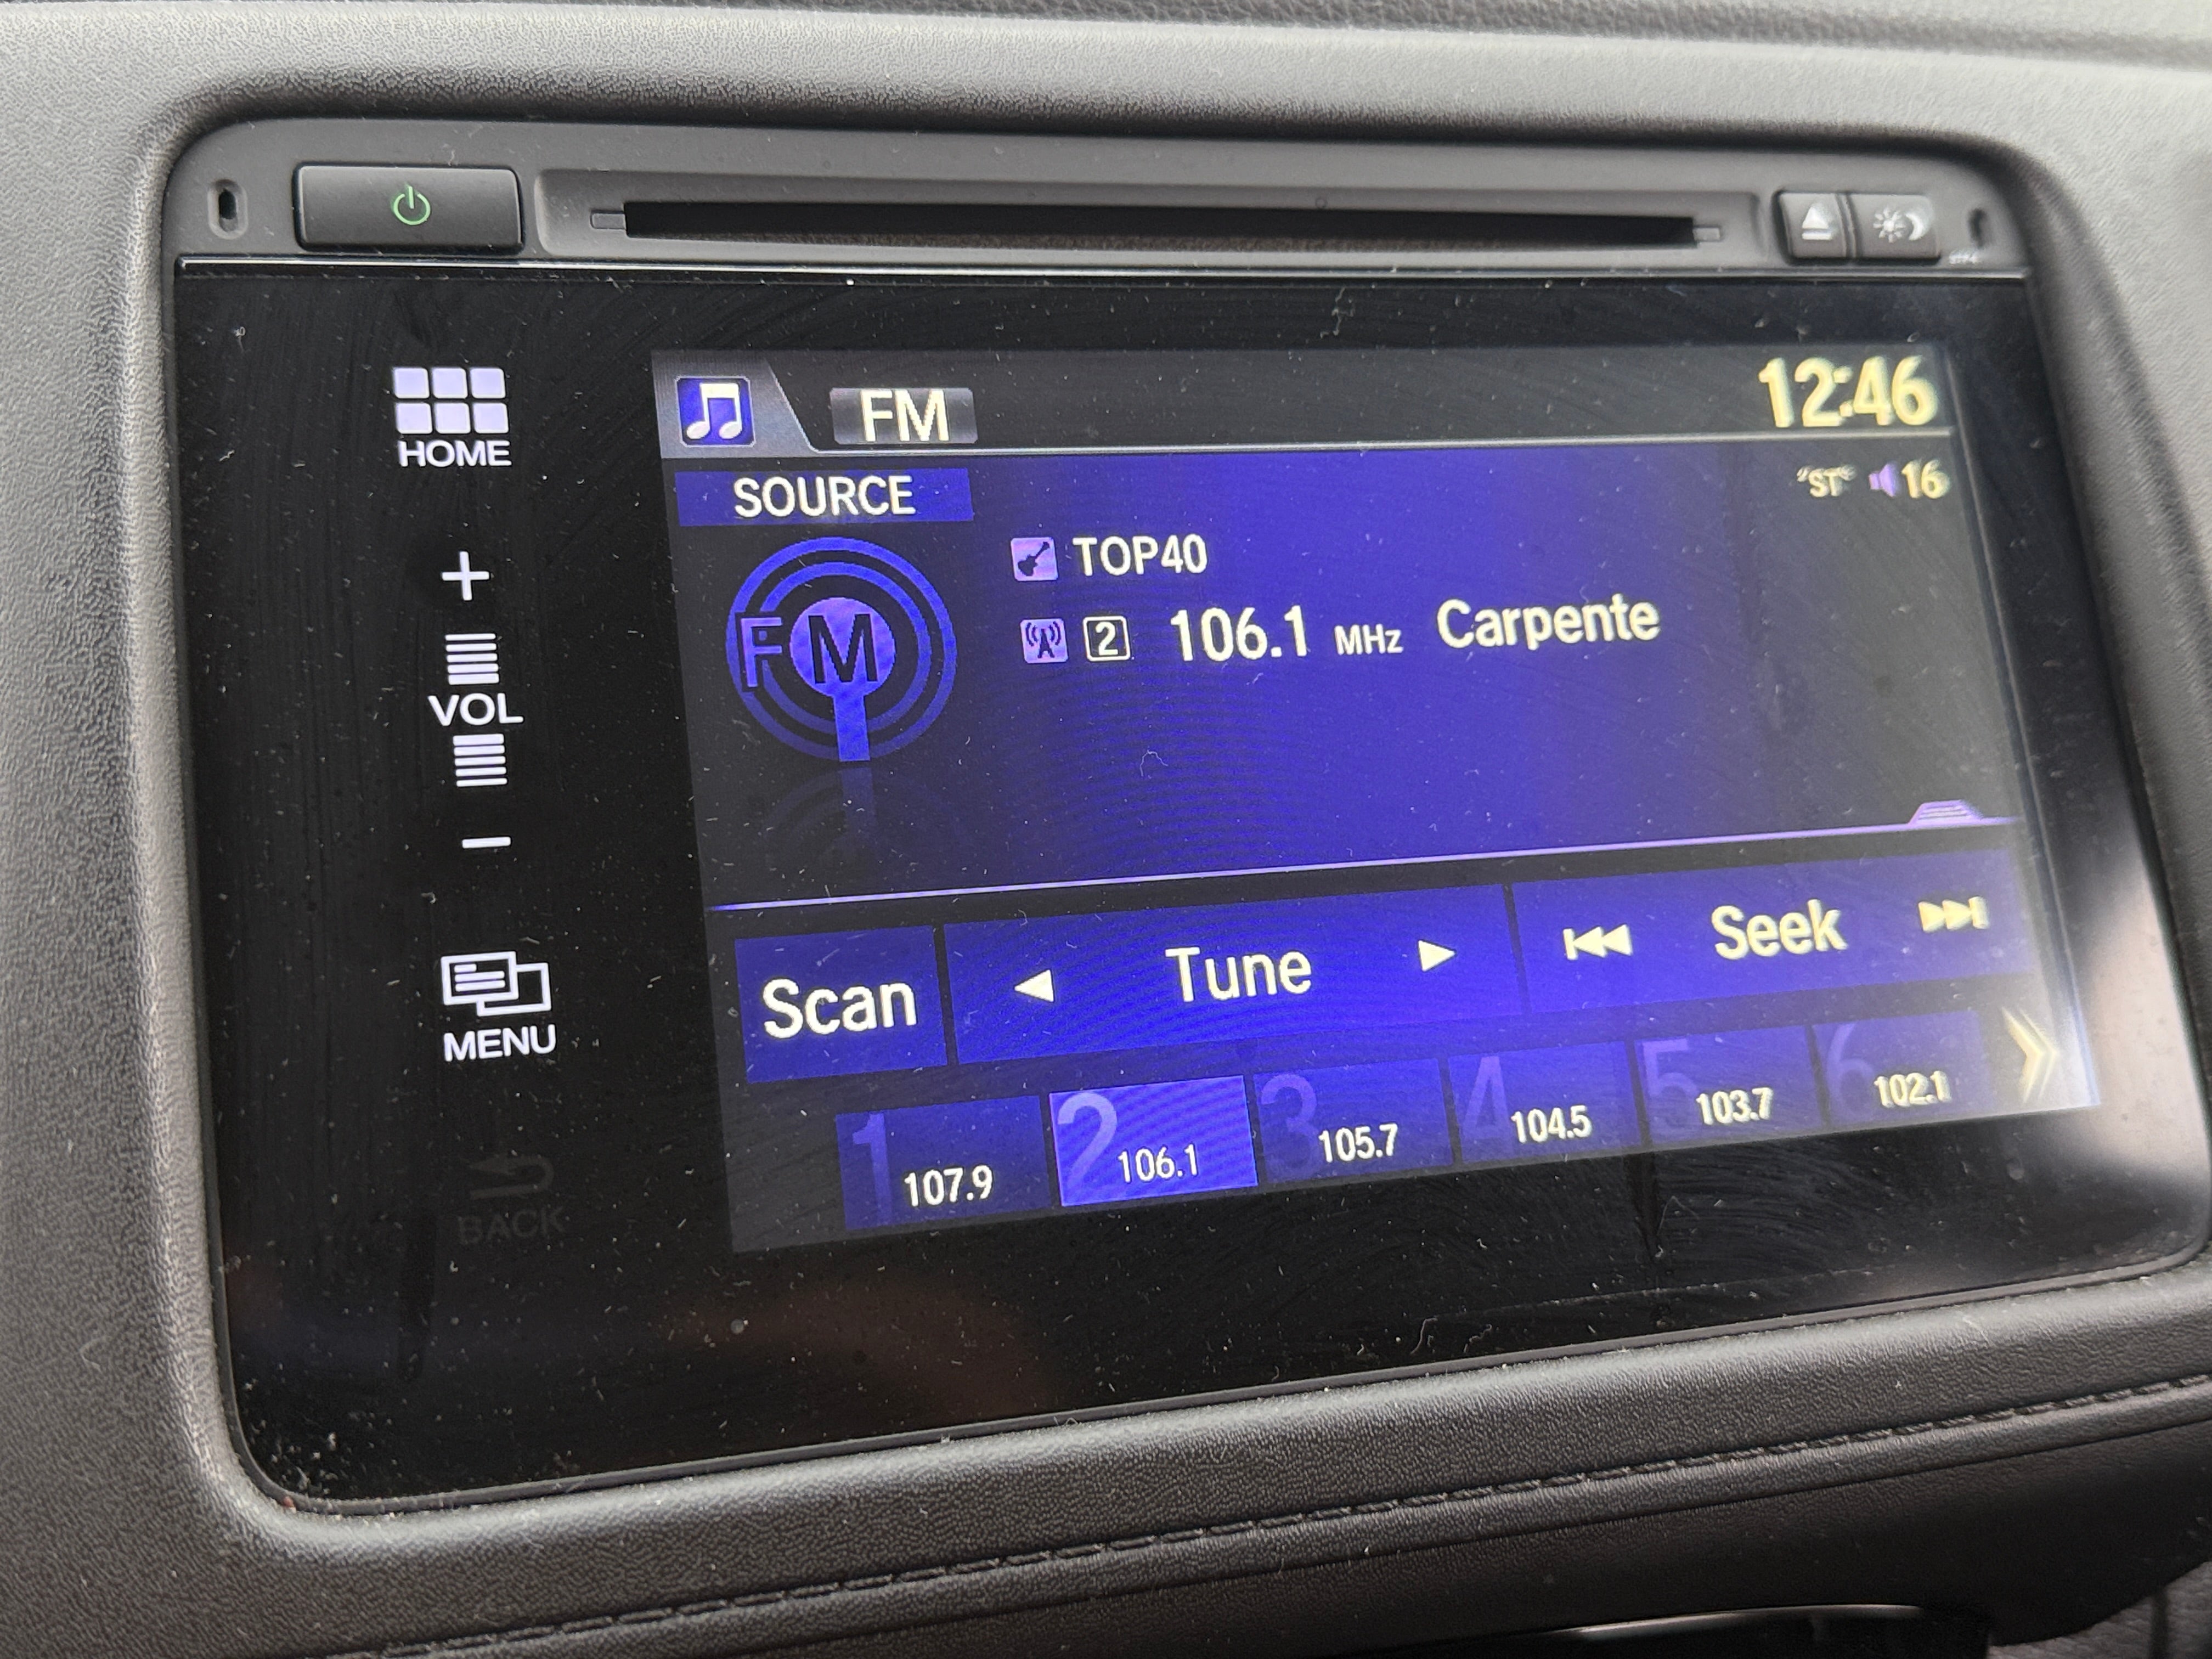 FM
12:46
HOME
SOURCE
"ST" 16
TOP40
FM
2 106.1 MHz Carpente
+
VOL
−
Scan
Tune
Seek
MENU
1 107.9
2 106.1
3 105.7
4 104.5
5 103.7
6 102.1
BACK